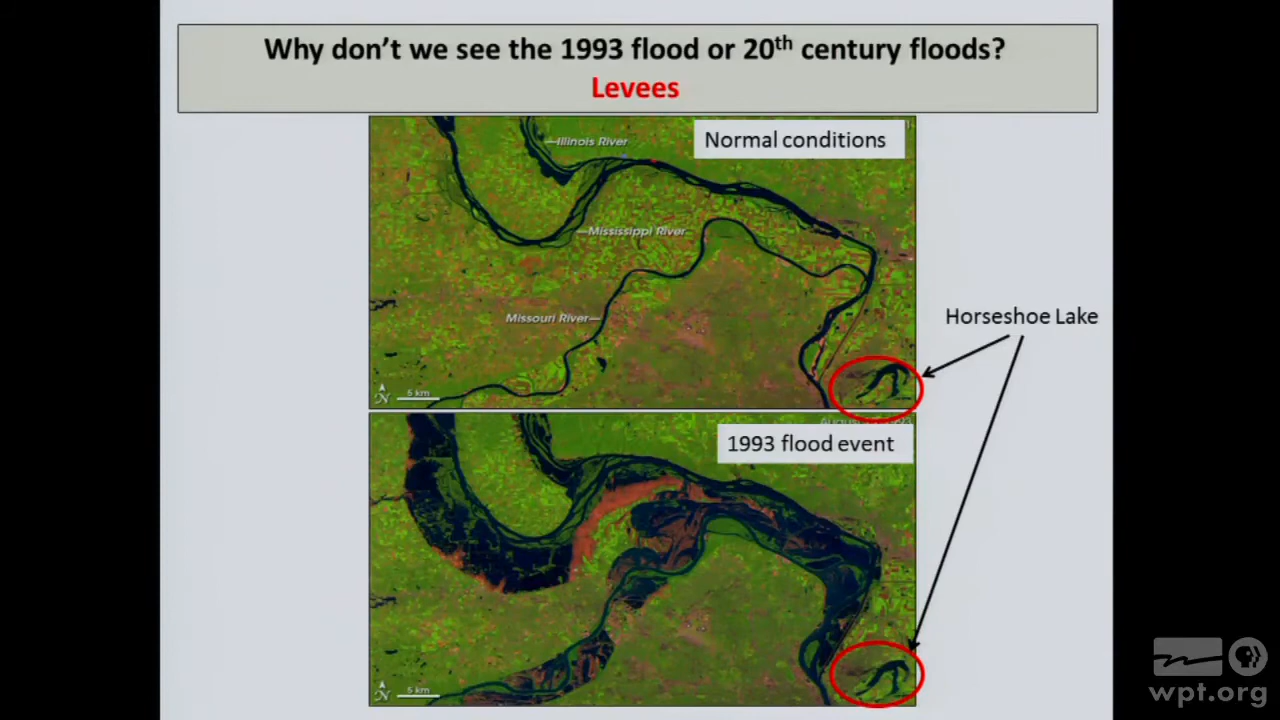 Why don't we see the 1993 flood or 20th century floods?
Levees
Normal conditions
Illinois River
Mississippi River
Missouri River
Horseshoe Lake
N
5 km
1993 flood event
N
5 km
wpt.org